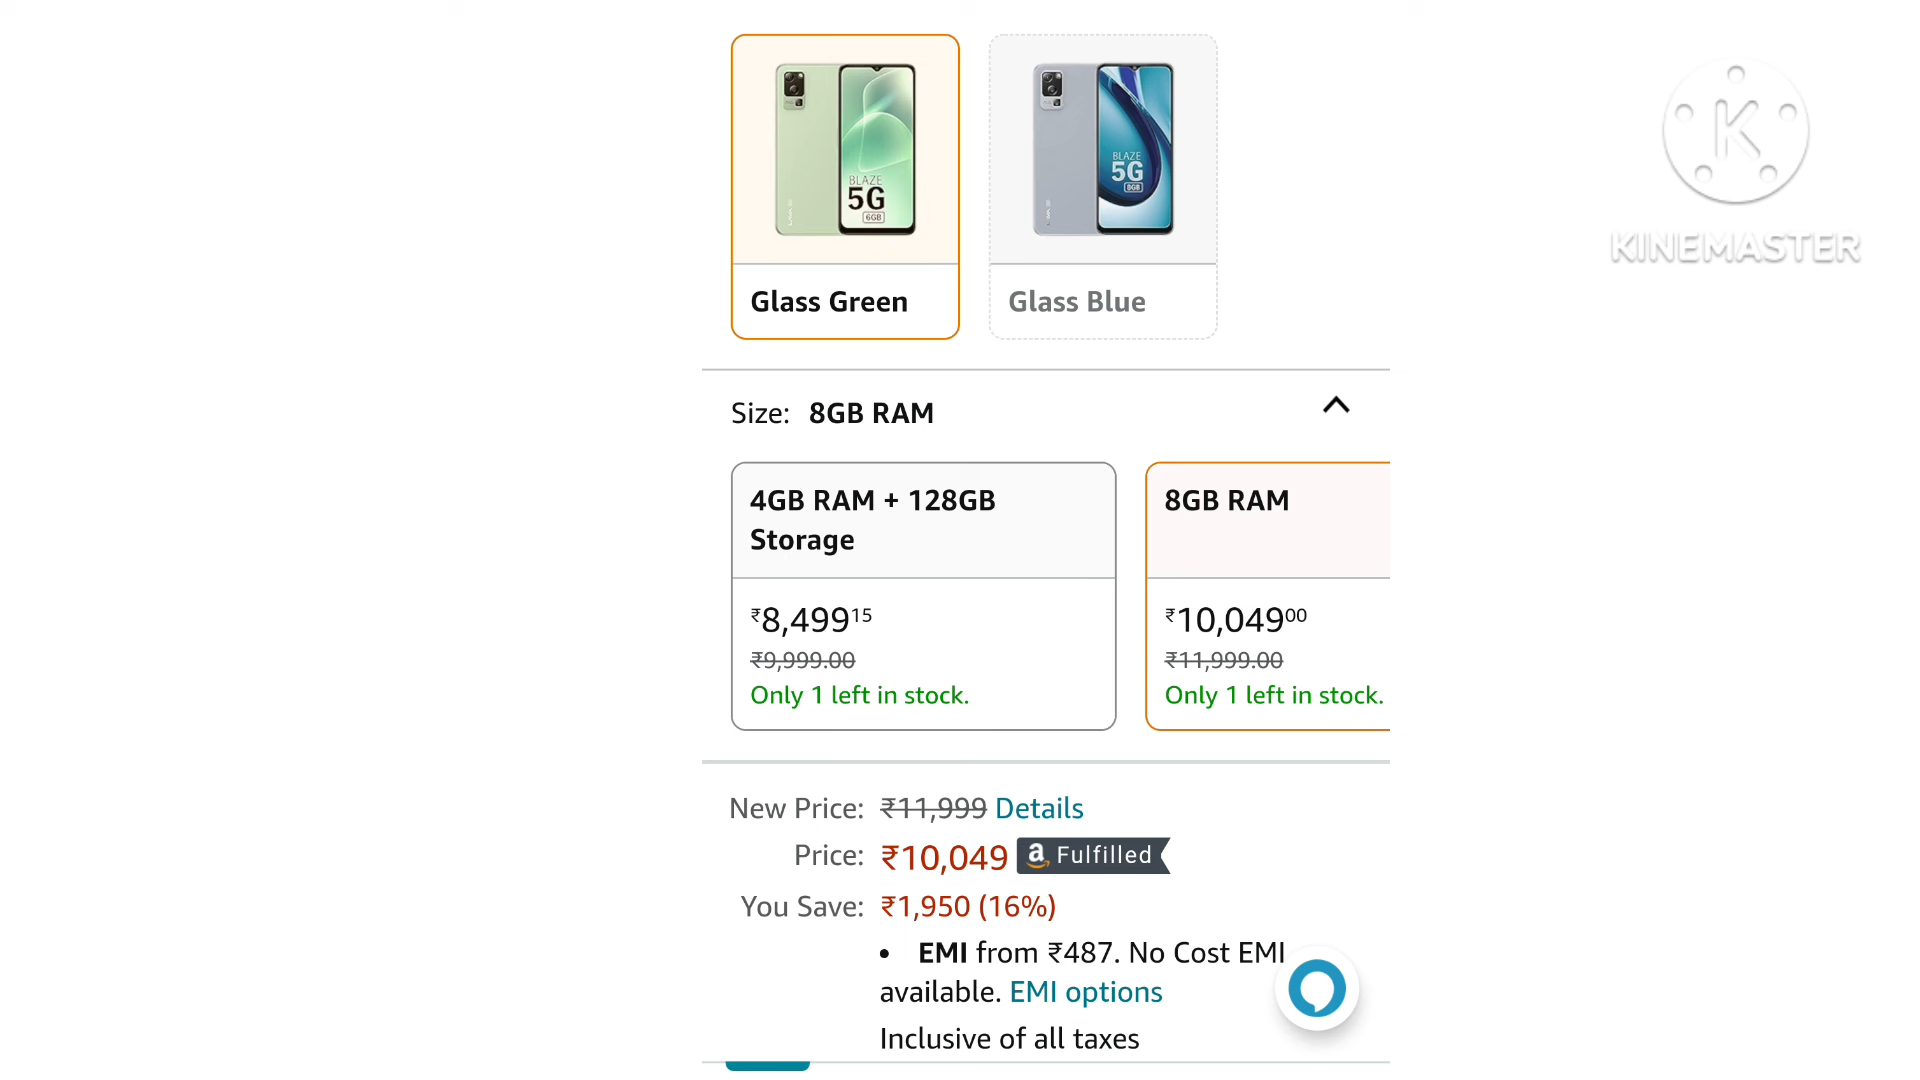 BLAZE
5G
6GB
BLAZE
5G
8GB
Glass Green
Glass Blue
K
KINEMASTER
Size: 8GB RAM
4GB RAM + 128GB
Storage
₹8,49915
₹9,999.00
Only 1 left in stock.
8GB RAM
₹10,04900
₹11,999.00
Only 1 left in stock.
New Price: ₹11,999 Details
Price: ₹10,049 a Fulfilled
You Save: ₹1,950 (16%)
• EMI from ₹487. No Cost EMI
available. EMI options
Inclusive of all taxes